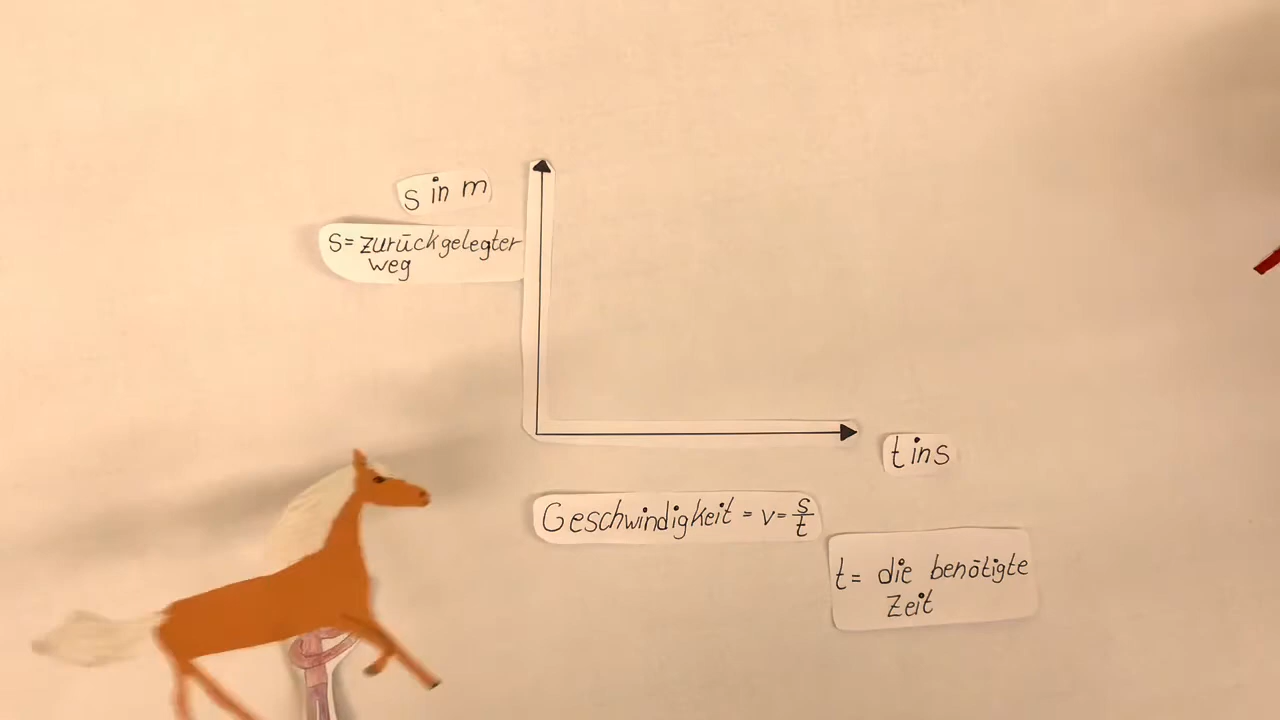 s in m
s= zurückgelegter
weg
t in s
Geschwindigkeit = v= s/t
t= die benötigte
Zeit